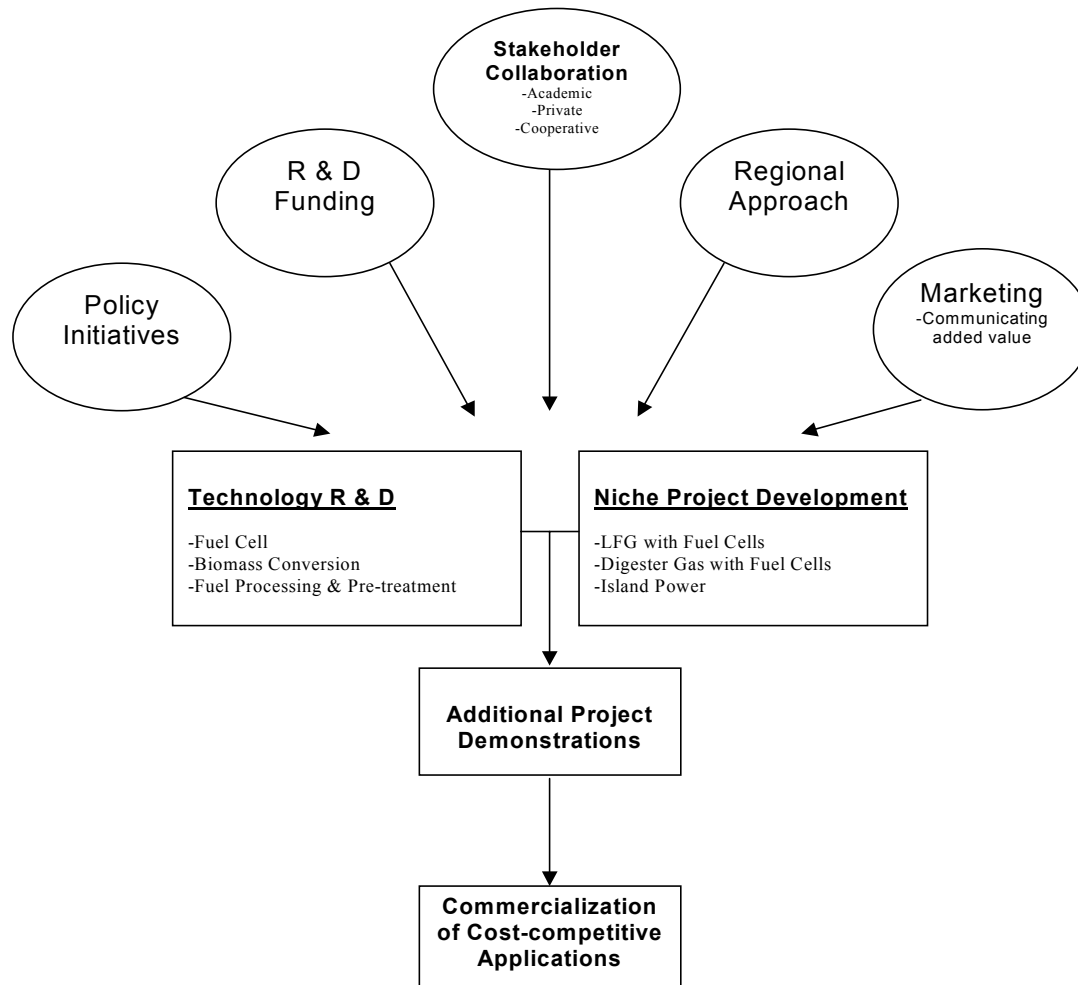 Stakeholder
Collaboration
-Academic
-Private
-Cooperative
R & D
Funding
Regional
Approach
Policy
Initiatives
Marketing
-Communicating
added value
Technology R & D
-Fuel Cell
-Biomass Conversion
-Fuel Processing & Pre-treatment
Niche Project Development
-LFG with Fuel Cells
-Digester Gas with Fuel Cells
-Island Power
Additional Project
Demonstrations
Commercialization
of Cost-competitive
Applications